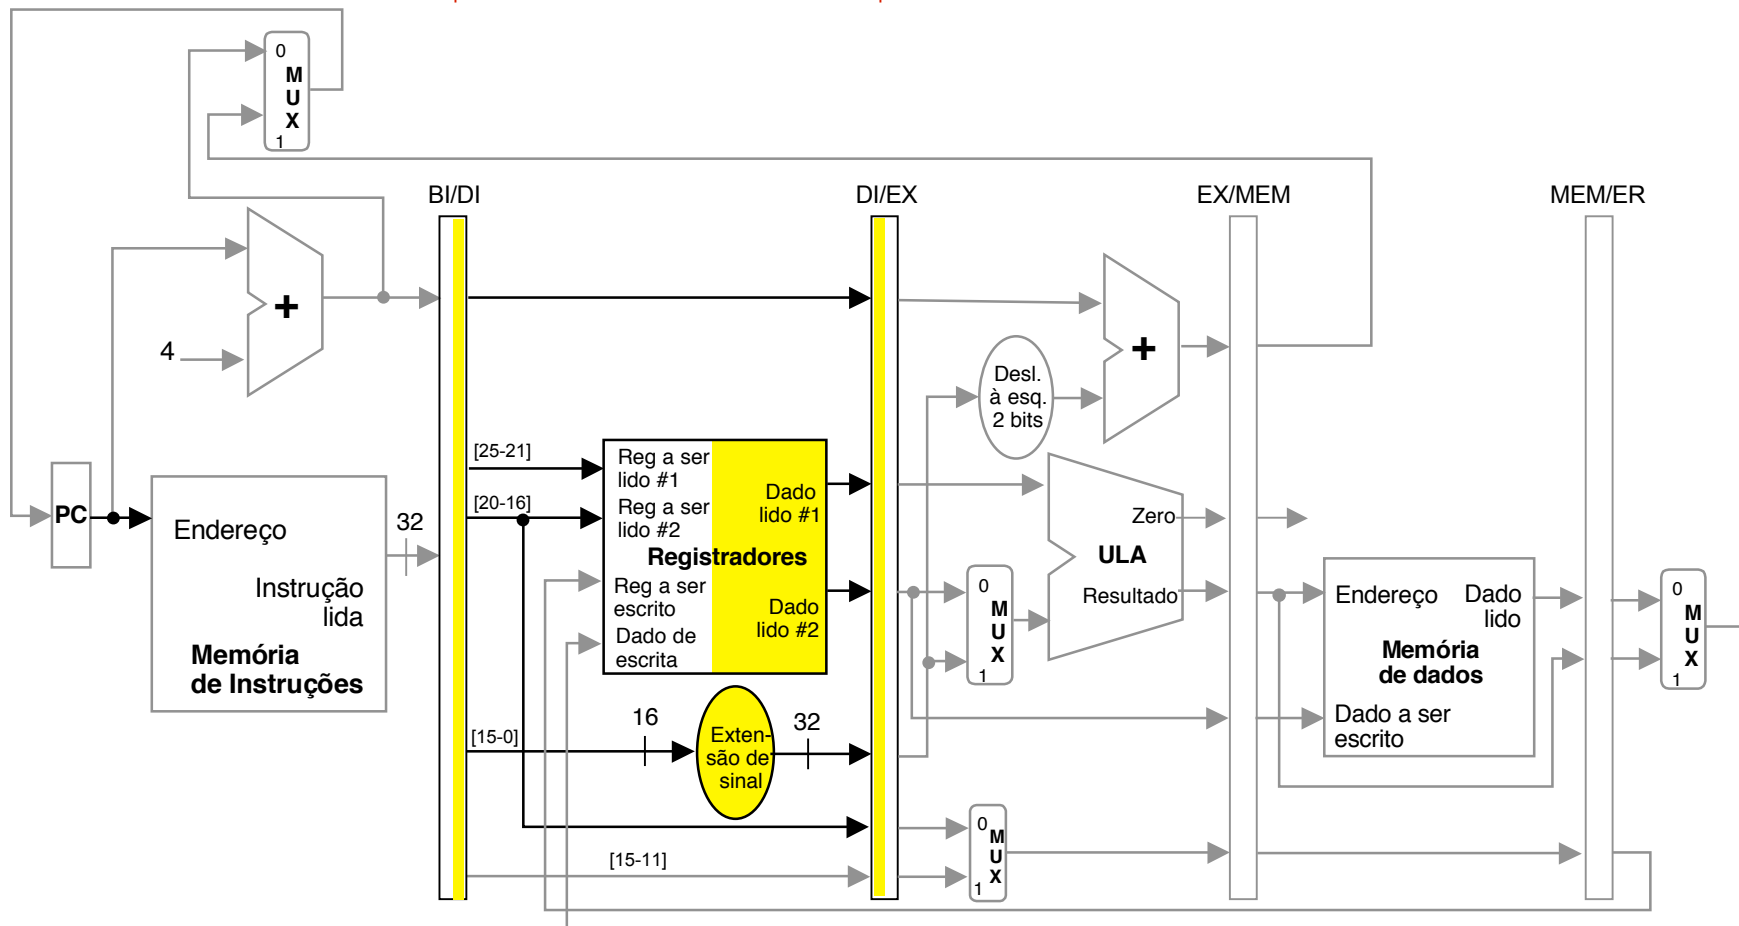 0
M
U
X
1
BI/DI
DI/EX
EX/MEM
MEM/ER
+
4
+
Desl.
à esq.
2 bits
[25-21]
[20-16]
PC
32
Endereço
Instrução
lida
Memória
de Instruções
Reg a ser
lido #1
Reg a ser
lido #2
Registradores
Reg a ser
escrito
Dado de
escrita
Dado
lido #1
Dado
lido #2
Zero
ULA
Resultado
0
M
U
X
1
Endereço
Dado
lido
Memória
de dados
Dado a ser
escrito
0
M
U
X
1
[15-0]
16
Exten-
são de
sinal
32
[15-11]
0
M
U
X
1